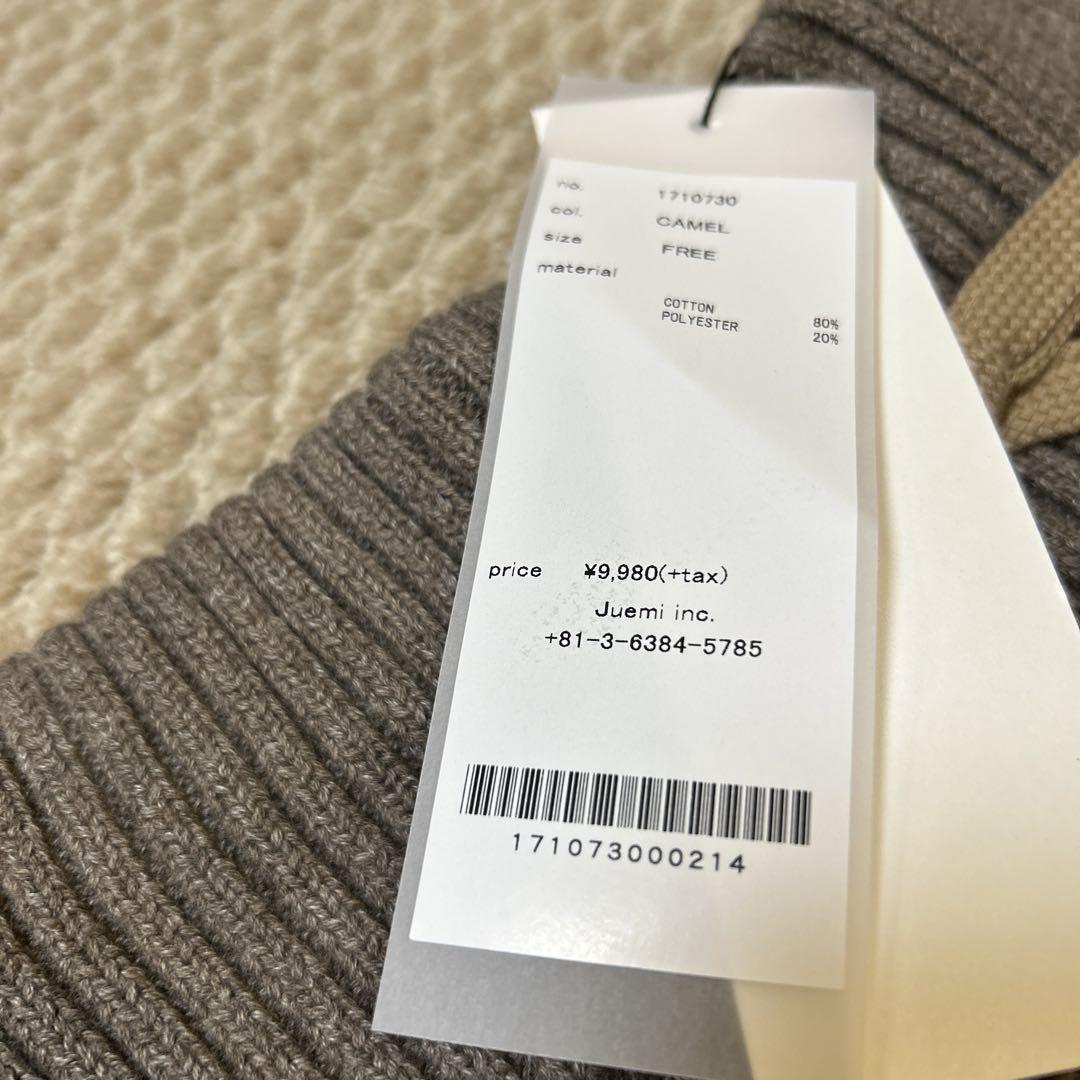 no. 1710730
col. CAMEL
size FREE
material
COTTON 80%
POLYESTER 20%
price ¥9,980(+tax)
Juemi inc.
+81-3-6384-5785
171073000214